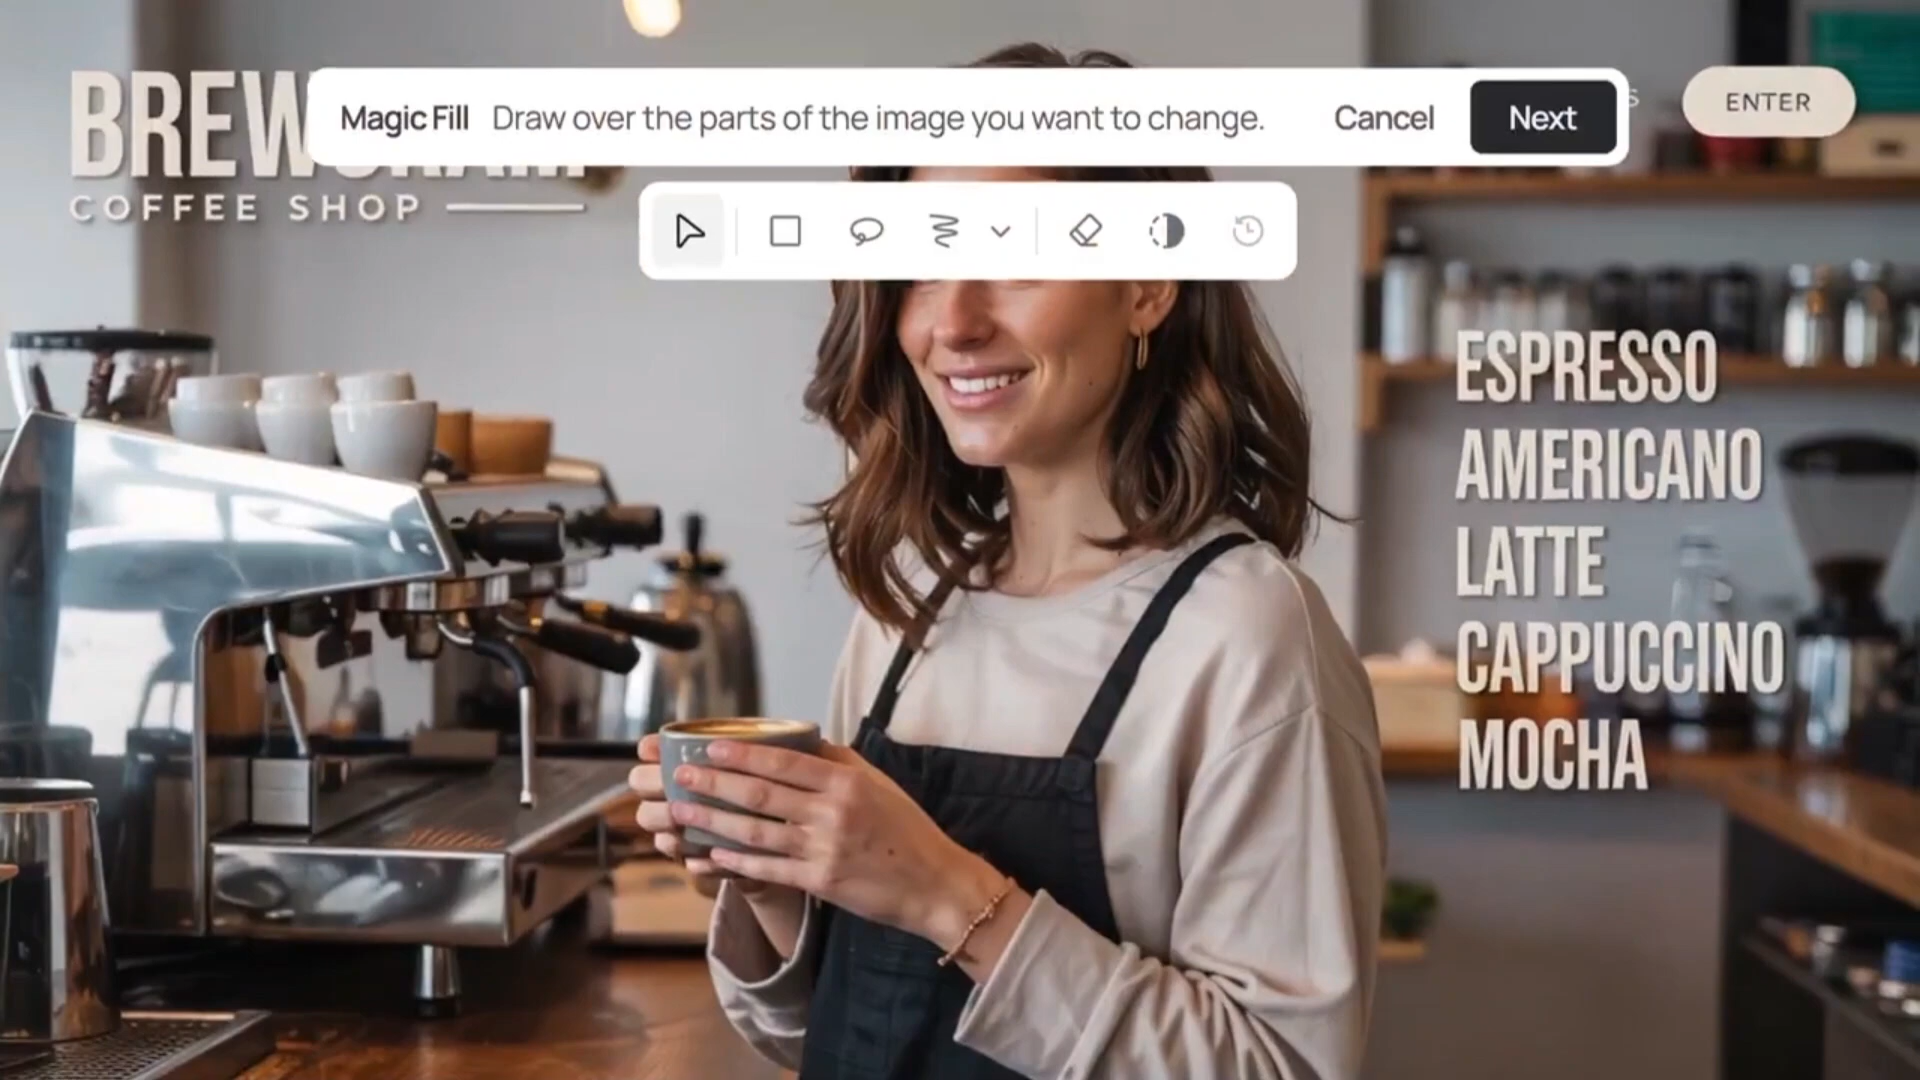 Magic Fill Draw over the parts of the image you want to change. Cancel Next
ENTER
COFFEE SHOP
ESPRESSO
AMERICANO
LATTE
CAPPUCCINO
MOCHA